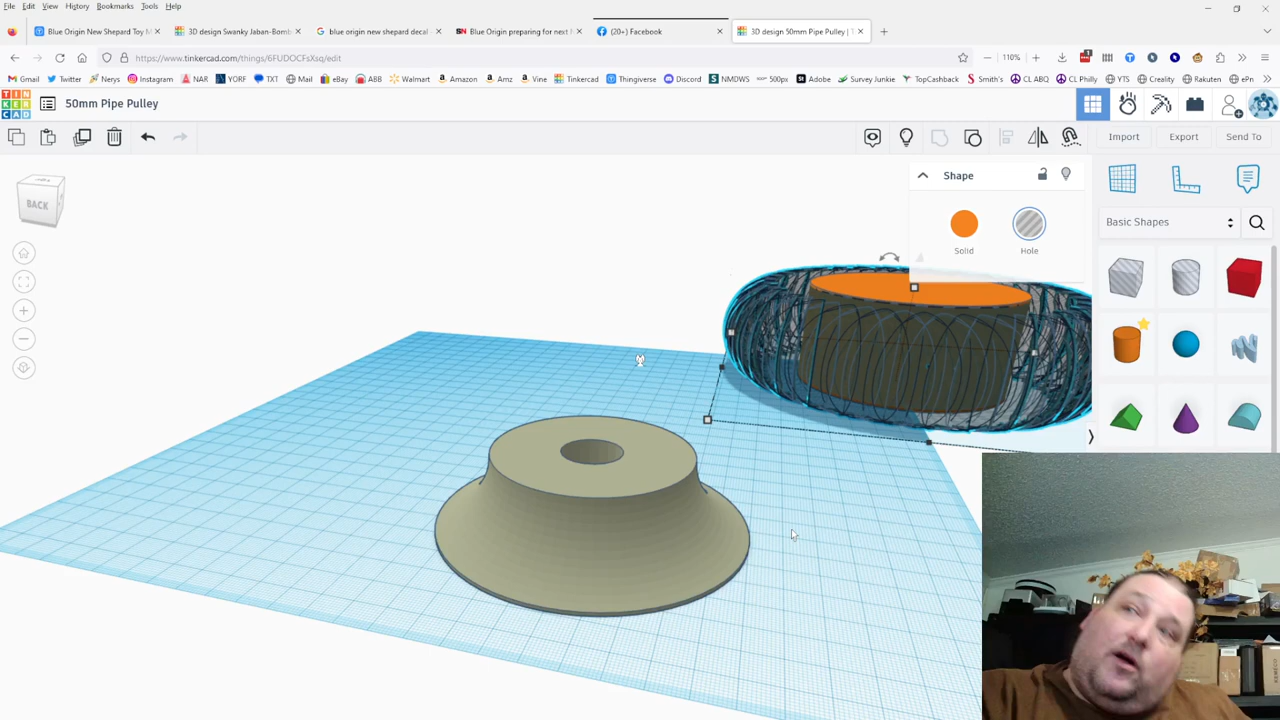 File Edit View History Bookmarks Tools Help
Blue Origin New Shepard Toy M
3D design Swanky Jaban-Bomb
blue origin new shepard decal
Blue Origin preparing for next
(20+) Facebook
3D design 50mm Pipe Pulley | T
https://www.tinkercad.com/things/6FUDOCFsXsq/edit
110%
Gmail Twitter Nerys Instagram NAR YORF TXT Mail eBay ABB Walmart Amazon Amz Vine Tinkercad Thingiverse Discord NMDWS 500px Adobe Survey Junkie TopCashback Smith's CL ABQ CL Philly YTS Creality Rakuten ePn
TIN
KER
CAD
50mm Pipe Pulley
Import Export Send To
BACK
Shape
Solid Hole
Basic Shapes